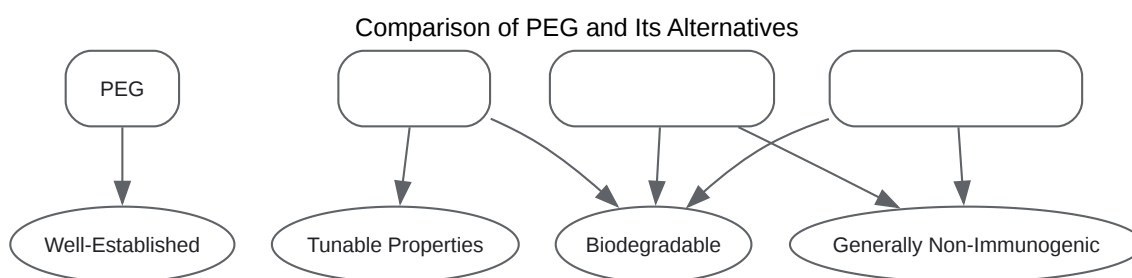 Comparison of PEG and Its Alternatives
PEG
Well-Established
Tunable Properties
Biodegradable
Generally Non-Immunogenic